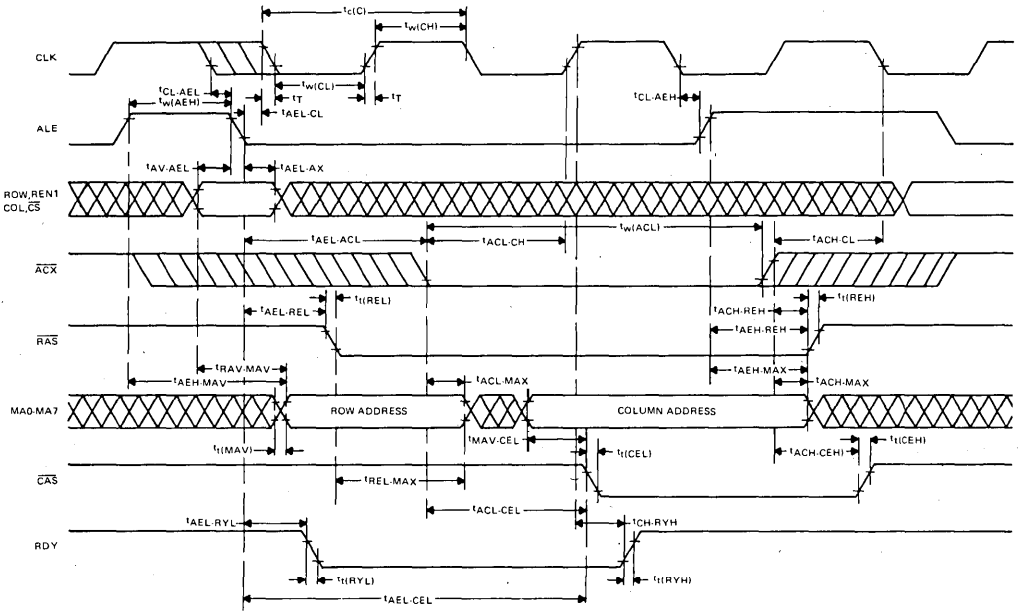 tc(C)
tw(CH)
CLK
tCL-AEL
tw(AEH)
tw(CL)
tT
tT
tAEL-CL
tCL-AEH
ALE
tAV-AEL
tAEL-AX
ROW,REN1
COL,CS
tw(ACL)
tAEL-ACL
tACL-CH
tACH-CL
ACX
tt(REL)
tt(REH)
tAEL-REL
tACH-REH
tAEH-REH
RAS
tRAV-MAV
tAEH-MAV
tACL-MAX
tAEH-MAX
tACH-MAX
MA0-MA7
ROW ADDRESS
COLUMN ADDRESS
tMAV-CEL
tt(MAV)
tt(CEL)
tt(CEH)
tACH-CEH)
CAS
tREL-MAX
tACL-CEL
tAEL-RYL
tCH-RYH
RDY
tt(RYL)
tt(RYH)
tAEL-CEL